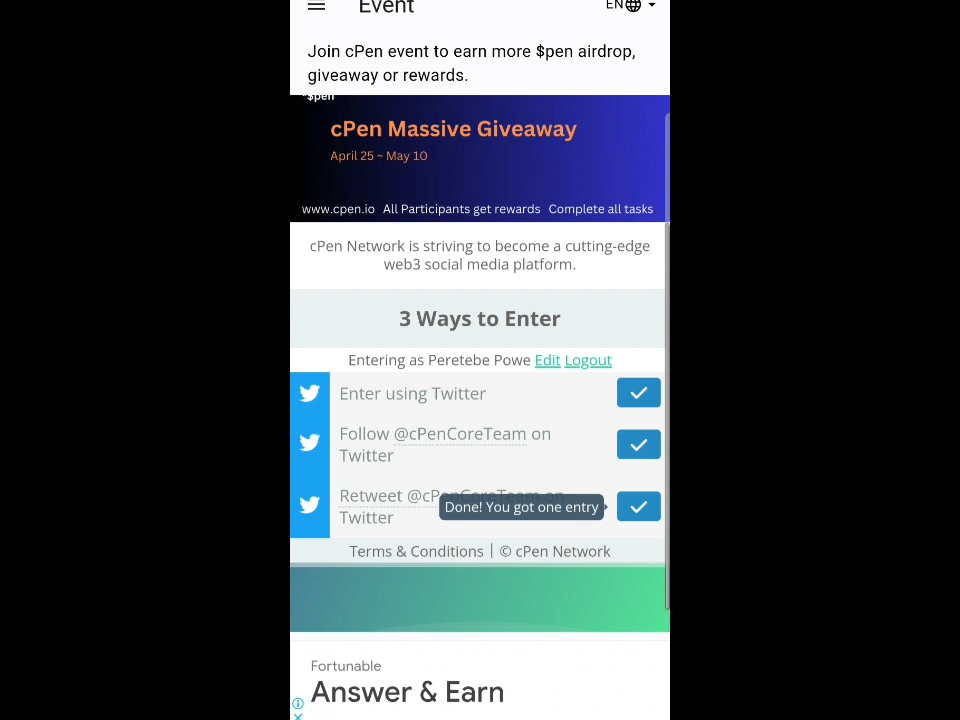 Event
EN
Join cPen event to earn more $pen airdrop,
giveaway or rewards.
$pen
cPen Massive Giveaway
April 25 ~ May 10
www.cpen.io All Participants get rewards Complete all tasks
cPen Network is striving to become a cutting-edge
web3 social media platform.
3 Ways to Enter
Entering as Peretebe Powe Edit Logout
Enter using Twitter
Follow @cPenCoreTeam on
Twitter
Retweet @cPenCoreTeam on
Twitter
Done! You got one entry
Terms & Conditions | © cPen Network
Fortunable
Answer & Earn